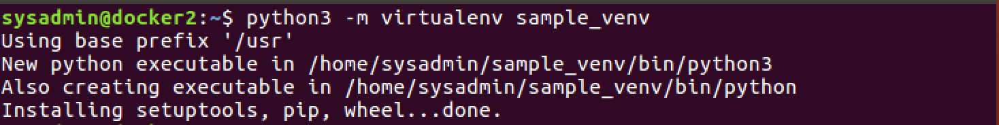 sysadmin@docker2:~$ python3 -m virtualenv sample_venv
Using base prefix '/usr'
New python executable in /home/sysadmin/sample_venv/bin/python3
Also creating executable in /home/sysadmin/sample_venv/bin/python
Installing setuptools, pip, wheel...done.